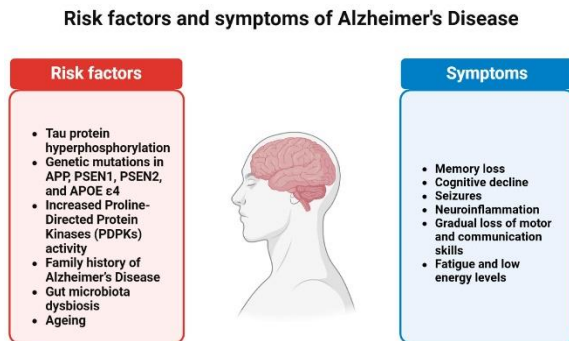 Risk factors and symptoms of Alzheimer's Disease
Risk factors
• Tau protein
hyperphosphorylation
• Genetic mutations in
APP, PSEN1, PSEN2,
and APOE ε4
• Increased Proline-
Directed Protein
Kinases (PDPKs)
activity
• Family history of
Alzheimer's Disease
• Gut microbiota
dysbiosis
• Ageing
Symptoms
• Memory loss
• Cognitive decline
• Seizures
• Neuroinflammation
• Gradual loss of motor
and communication
skills
• Fatigue and low
energy levels